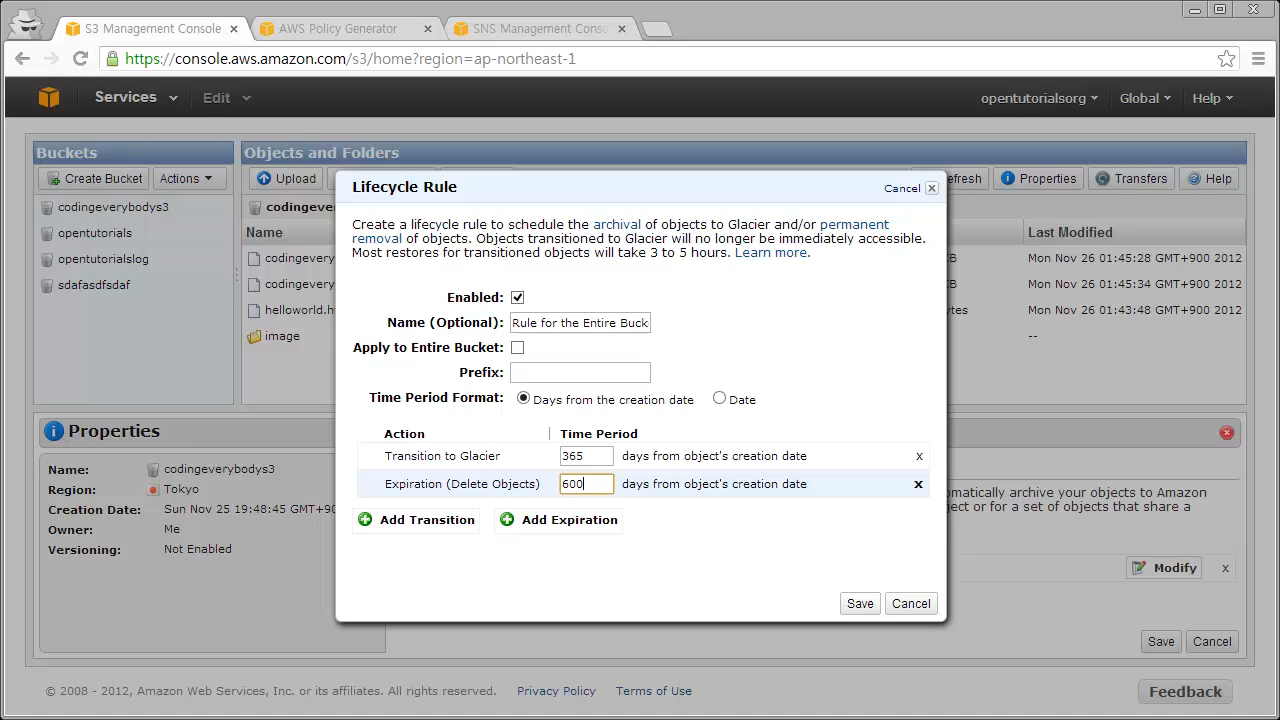 S3 Management Console
AWS Policy Generator
SNS Management Conso
https://console.aws.amazon.com/s3/home?region=ap-northeast-1
Services Edit opentutorialsorg Global Help
Buckets
Create Bucket Actions
codingeverybodys3
opentutorials
opentutorialslog
sdafasdfsdaf
Objects and Folders
Upload efresh Properties Transfers Help
codingeve
Name Last Modified
codingevery B Mon Nov 26 01:45:28 GMT+900 2012
codingevery B Mon Nov 26 01:45:34 GMT+900 2012
helloworld.h ytes Mon Nov 26 01:43:48 GMT+900 2012
image --
Lifecycle Rule Cancel
Create a lifecycle rule to schedule the archival of objects to Glacier and/or permanent
removal of objects. Objects transitioned to Glacier will no longer be immediately accessible.
Most restores for transitioned objects will take 3 to 5 hours. Learn more.
Enabled:
Name (Optional): Rule for the Entire Buck
Apply to Entire Bucket:
Prefix:
Time Period Format: Days from the creation date Date
Action Time Period
Transition to Glacier 365 days from object's creation date x
Expiration (Delete Objects) 600 days from object's creation date x
Add Transition Add Expiration
Save Cancel
Properties
Name: codingeverybodys3
Region: Tokyo
Creation Date: Sun Nov 25 19:48:45 GMT+90
Owner: Me
Versioning: Not Enabled
omatically archive your objects to Amazon
ject or for a set of objects that share a
Modify x
Save Cancel
© 2008 - 2012, Amazon Web Services, Inc. or its affiliates. All rights reserved. Privacy Policy Terms of Use
Feedback